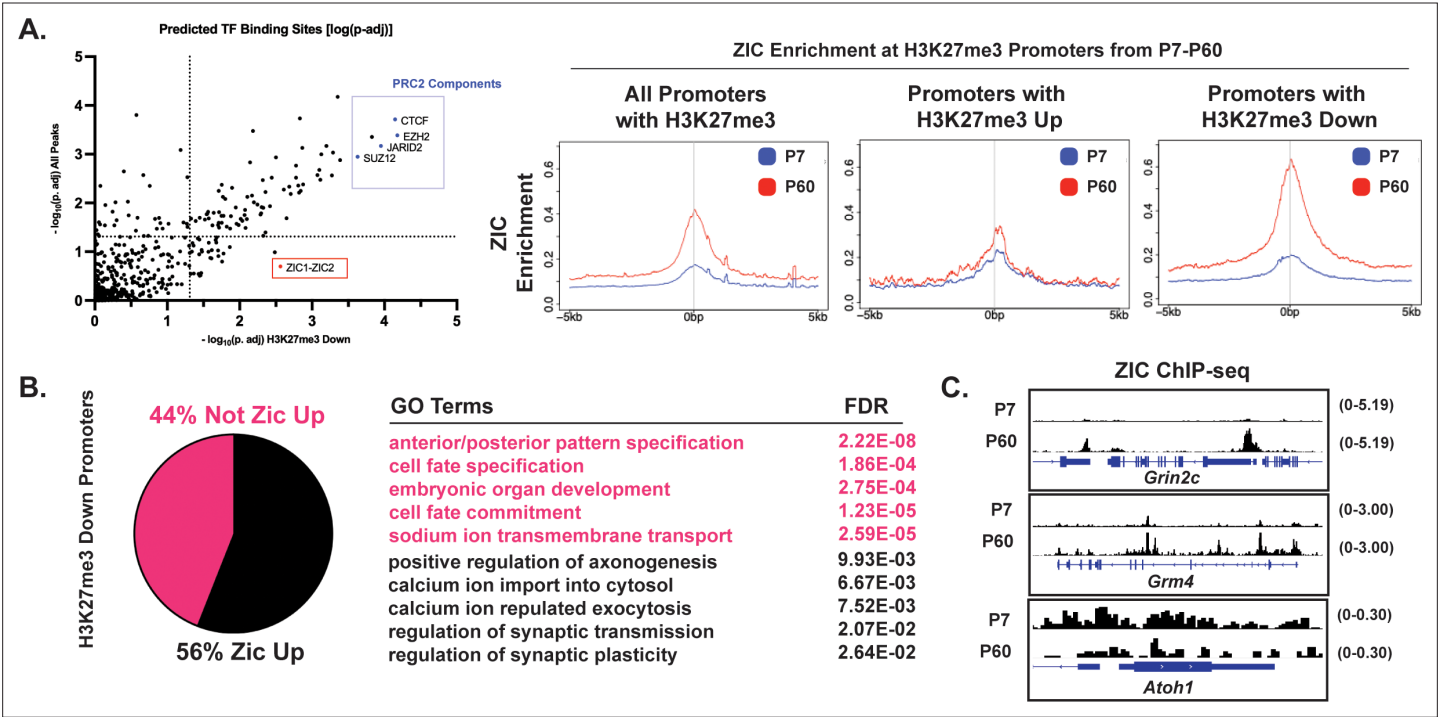 A.
Predicted TF Binding Sites [log(p-adj)]
PRC2 Components
CTCF
EZH2
JARID2
SUZ12
ZIC1-ZIC2
5
4
3
2
1
0
- log10(p. adj) All Peaks
0 1 2 3 4 5
- log10(p. adj) H3K27me3 Down
ZIC Enrichment at H3K27me3 Promoters from P7-P60
All Promoters
with H3K27me3
Promoters with
H3K27me3 Up
Promoters with
H3K27me3 Down
ZIC
Enrichment
0.6
0.4
0.2
0.0
P7
P60
−5kb 0bp 5kb
0.6
0.4
0.2
0.0
P7
P60
−5kb 0bp 5kb
0.6
0.4
0.2
0.0
P7
P60
−5kb 0bp 5kb
B.
H3K27me3 Down Promoters
44% Not Zic Up
56% Zic Up
GO Terms FDR
anterior/posterior pattern specification 2.22E-08
cell fate specification 1.86E-04
embryonic organ development 2.75E-04
cell fate commitment 1.23E-05
sodium ion transmembrane transport 2.59E-05
positive regulation of axonogenesis 9.93E-03
calcium ion import into cytosol 6.67E-03
calcium ion repulated exocytosis 7.52E-03
regulation of synaptic transmission 2.07E-02
regulation of synaptic plasticity 2.64E-02
C.
ZIC ChIP-seq
P7 (0-5.19)
P60 (0-5.19)
Grin2c
P7 (0-3.00)
P60 (0-3.00)
Grm4
P7 (0-0.30)
P60 (0-0.30)
Atoh1